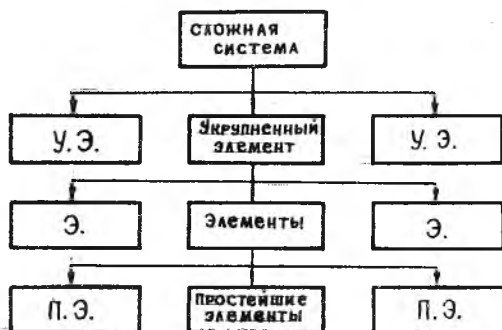 Сложная
система
У.Э.
Укрупненный
элемент
У.Э.
Э.
Элементы
Э.
П.Э.
Простейшие
элементы
П.Э.